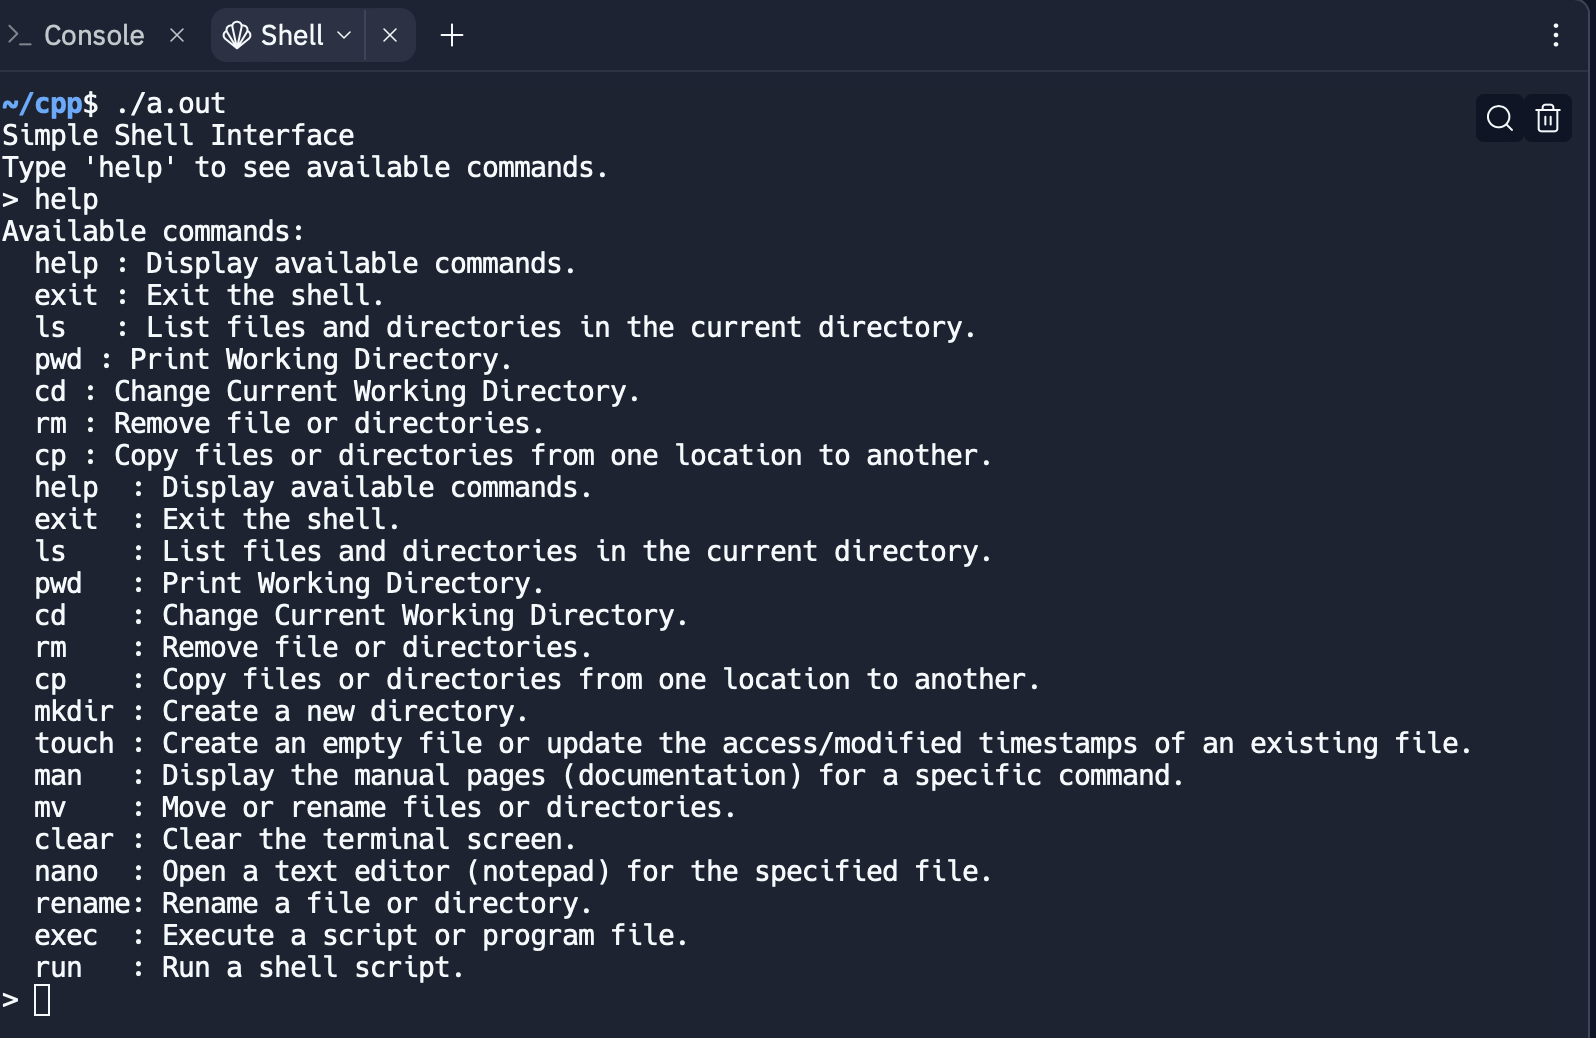 >_ Console × Shell × +
~/cpp$ ./a.out
Simple Shell Interface
Type 'help' to see available commands.
> help
Available commands:
  help : Display available commands.
  exit : Exit the shell.
  ls   : List files and directories in the current directory.
  pwd : Print Working Directory.
  cd : Change Current Working Directory.
  rm : Remove file or directories.
  cp : Copy files or directories from one location to another.
  help  : Display available commands.
  exit  : Exit the shell.
  ls    : List files and directories in the current directory.
  pwd   : Print Working Directory.
  cd    : Change Current Working Directory.
  rm    : Remove file or directories.
  cp    : Copy files or directories from one location to another.
  mkdir : Create a new directory.
  touch : Create an empty file or update the access/modified timestamps of an existing file.
  man   : Display the manual pages (documentation) for a specific command.
  mv    : Move or rename files or directories.
  clear : Clear the terminal screen.
  nano  : Open a text editor (notepad) for the specified file.
  rename: Rename a file or directory.
  exec  : Execute a script or program file.
  run   : Run a shell script.
>